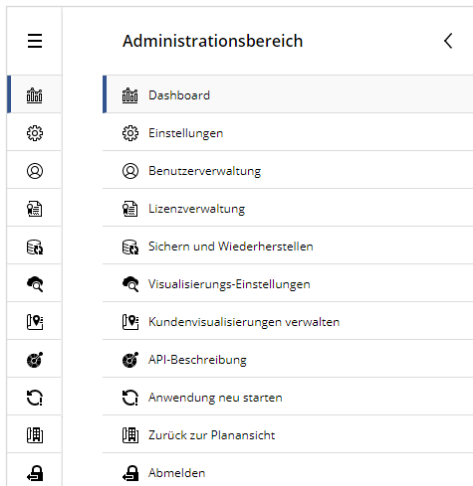 Administrationsbereich
Dashboard
Einstellungen
Benutzerverwaltung
Lizenzverwaltung
Sichern und Wiederherstellen
Visualisierungs-Einstellungen
Kundenvisualisierungen verwalten
API-Beschreibung
Anwendung neu starten
Zurück zur Planansicht
Abmelden